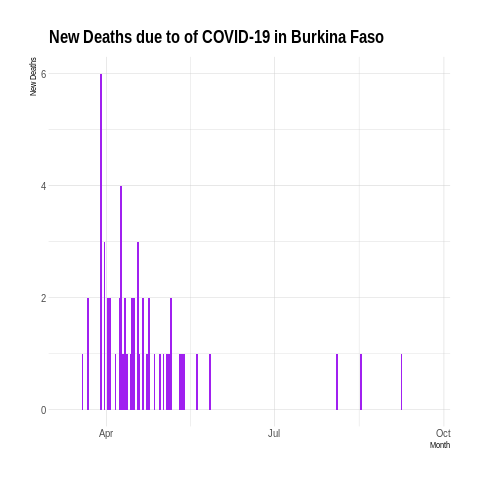 New Deaths due to of COVID-19 in Burkina Faso
New Deaths
6
4
2
0
Apr
Jul
Oct
Month